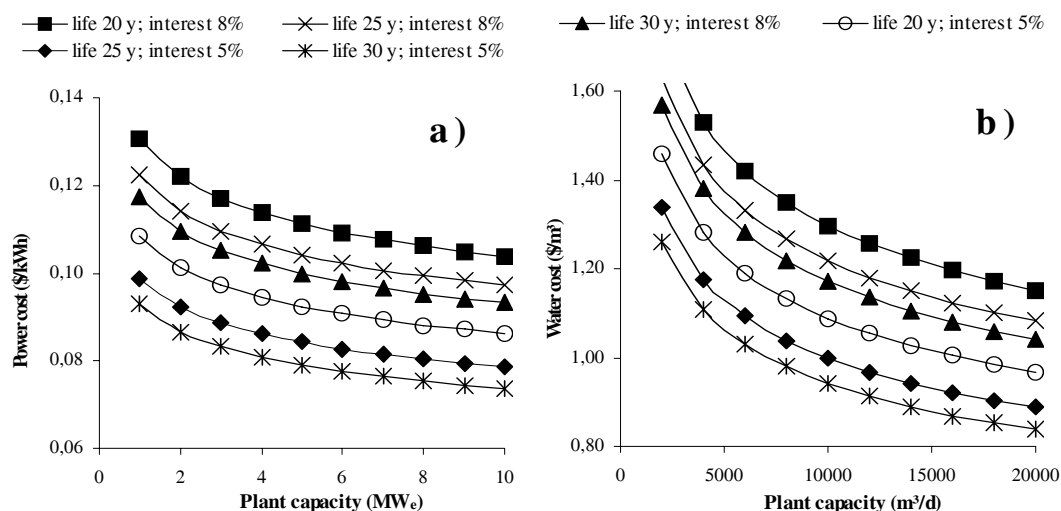 life 20 y; interest 8%
life 25 y; interest 8%
life 30 y; interest 8%
life 20 y; interest 5%
life 25 y; interest 5%
life 30 y; interest 5%
a )
Power cost ($/kWh)
0,14
0,12
0,10
0,08
0,06
0 2 4 6 8 10
Plant capacity (MWe)
b )
Water cost ($/m³)
1,60
1,40
1,20
1,00
0,80
0 5000 10000 15000 20000
Plant capacity (m³/d)